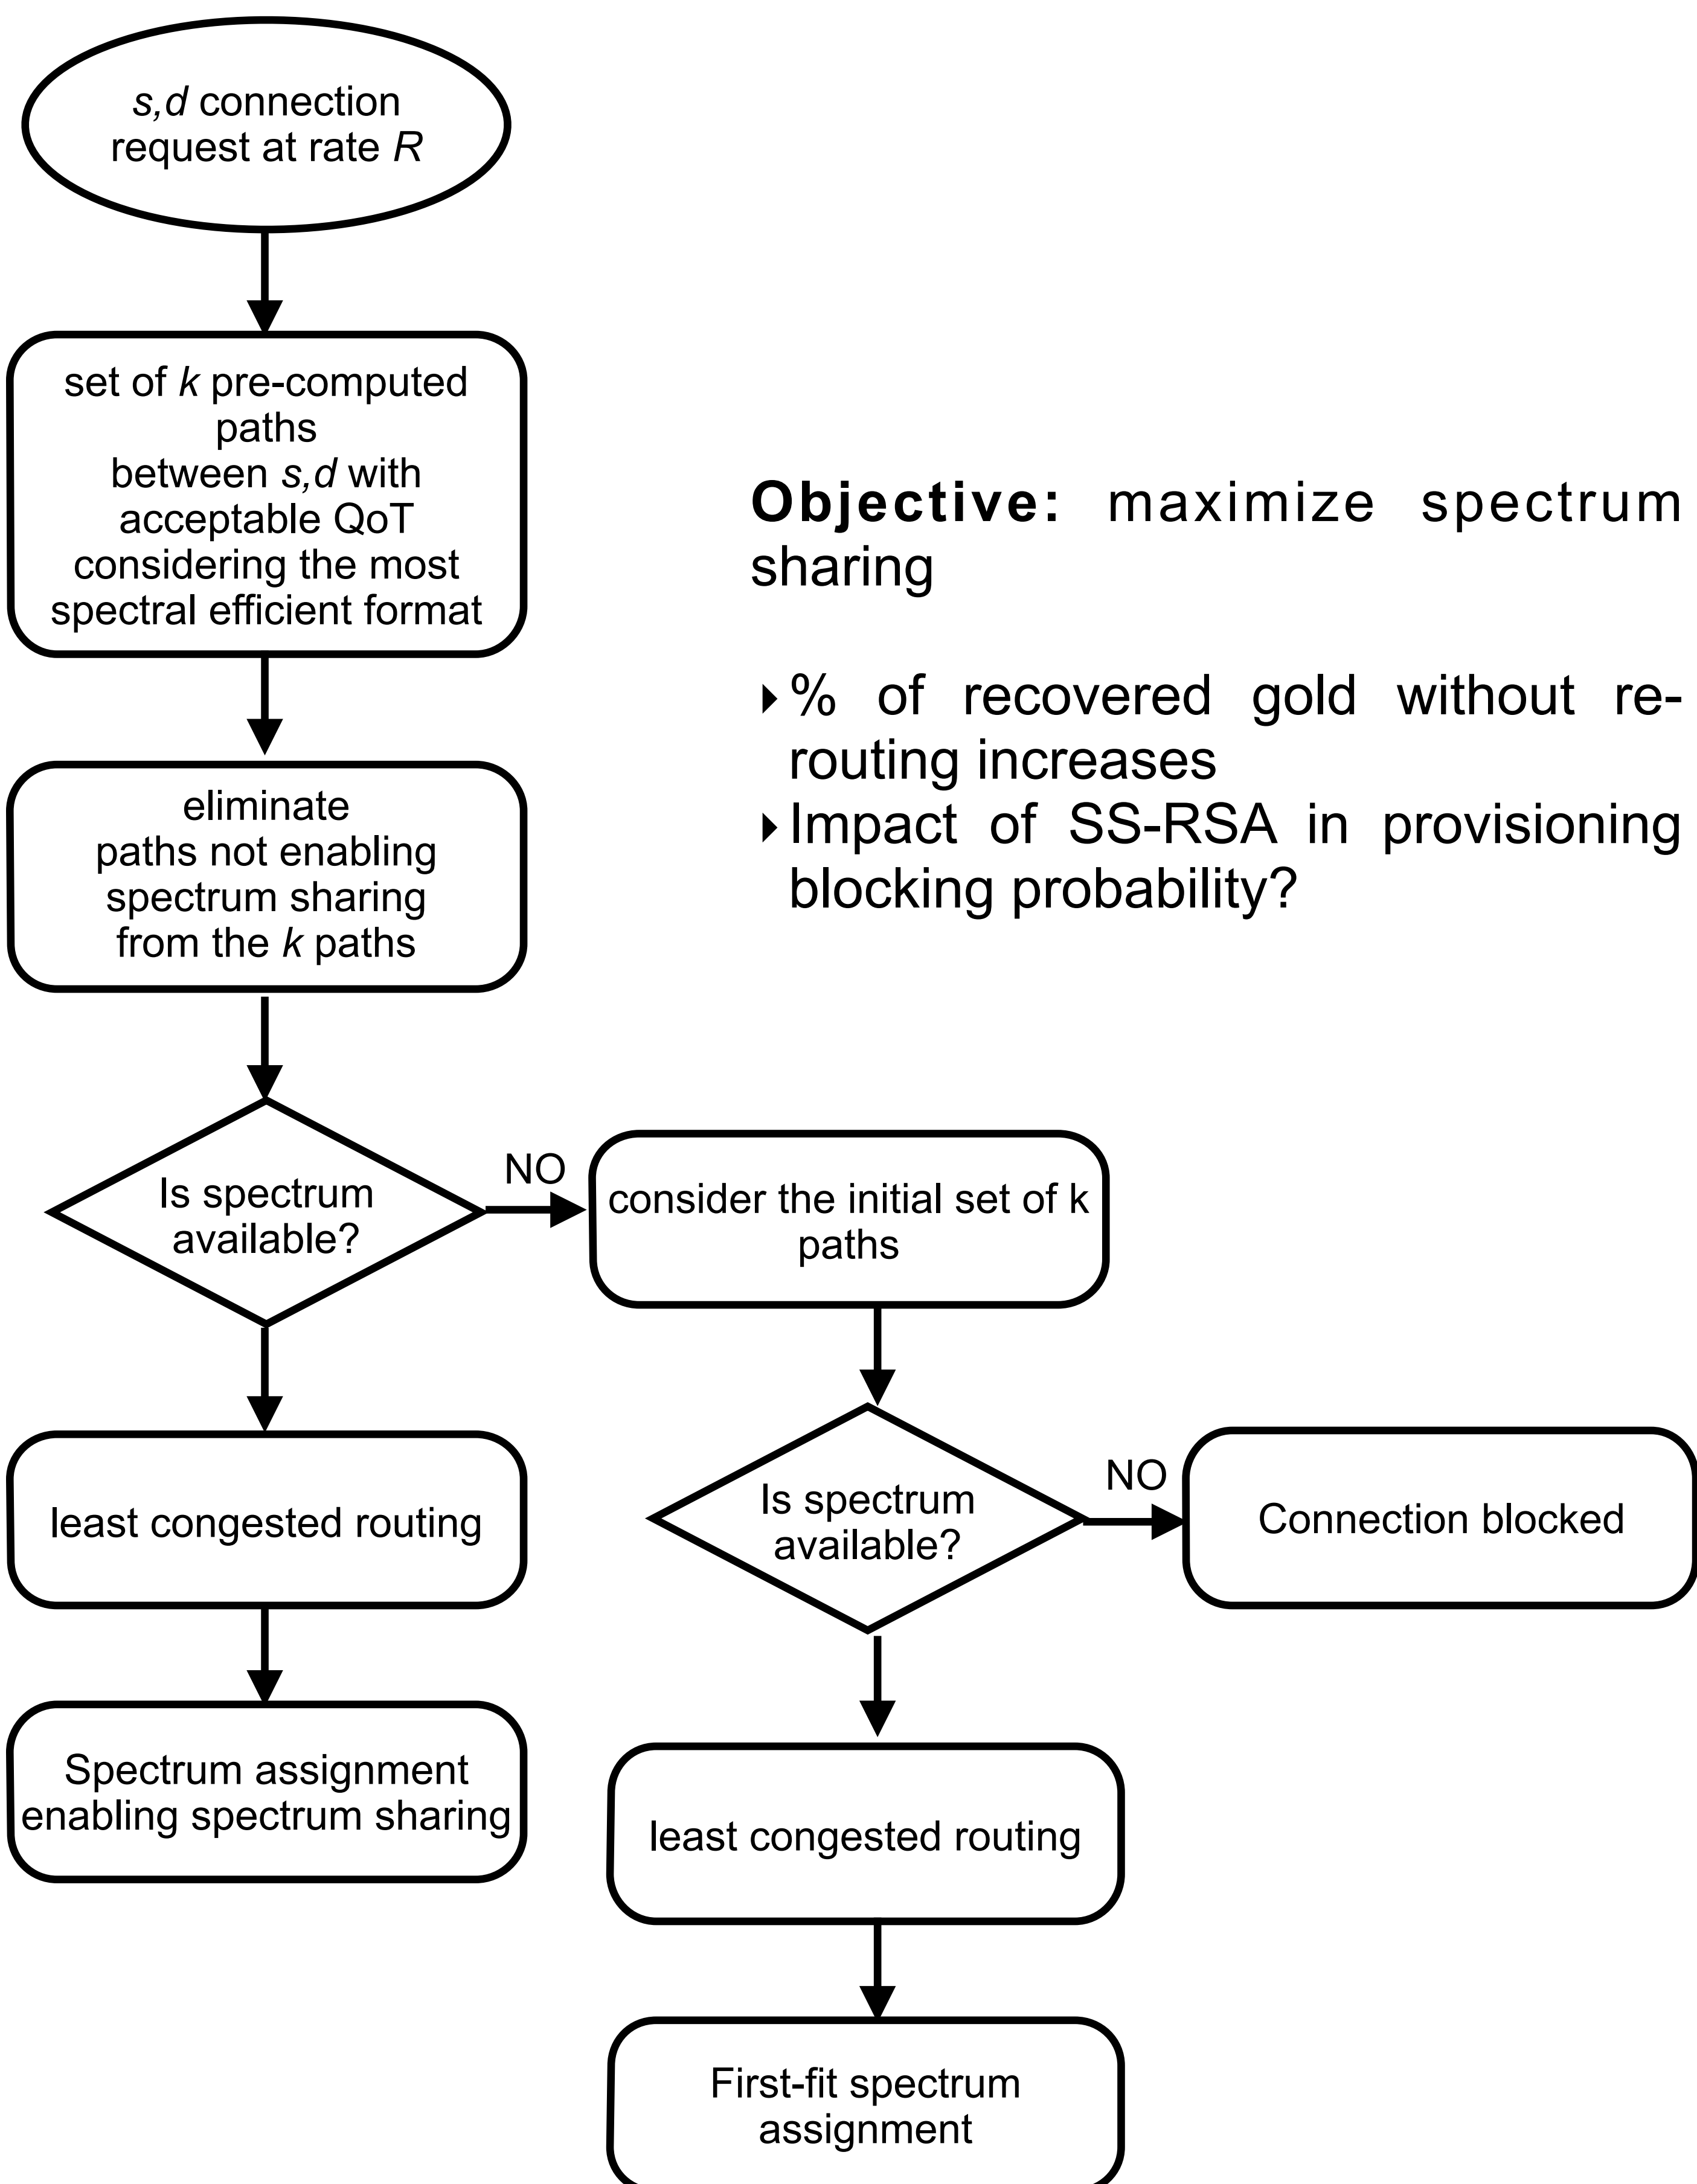 s,d connection
request at rate R
set of k pre-computed
paths
between s,d with
acceptable QoT
considering the most
spectral efficient format
Objective: maximize spectrum
sharing
% of recovered gold without re-
routing increases
Impact of SS-RSA in provisioning
blocking probability?
eliminate
paths not enabling
spectrum sharing
from the k paths
Is spectrum
available?
NO
consider the initial set of k
paths
least congested routing
Is spectrum
available?
NO
Connection blocked
Spectrum assignment
enabling spectrum sharing
least congested routing
First-fit spectrum
assignment